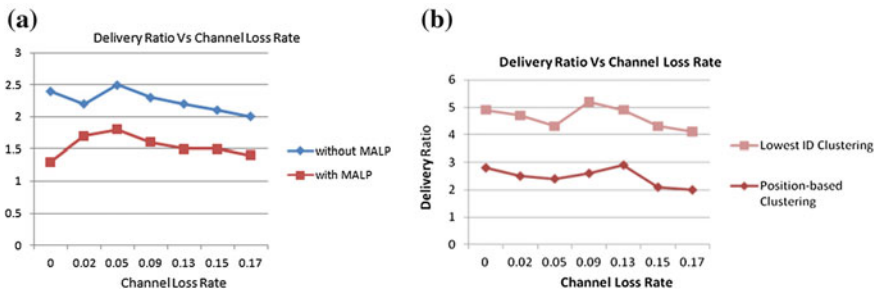 (a)
Delivery Ratio Vs Channel Loss Rate
3
2.5
2
1.5
1
0.5
0
0 0.02 0.05 0.09 0.13 0.15 0.17
Channel Loss Rate
without MALP
with MALP
(b)
Delivery Ratio Vs Channel Loss Rate
Delivery Ratio
6
5
4
3
2
1
0
0 0.02 0.05 0.09 0.13 0.15 0.17
Channel Loss Rate
Lowest ID Clustering
Position-based
Clustering